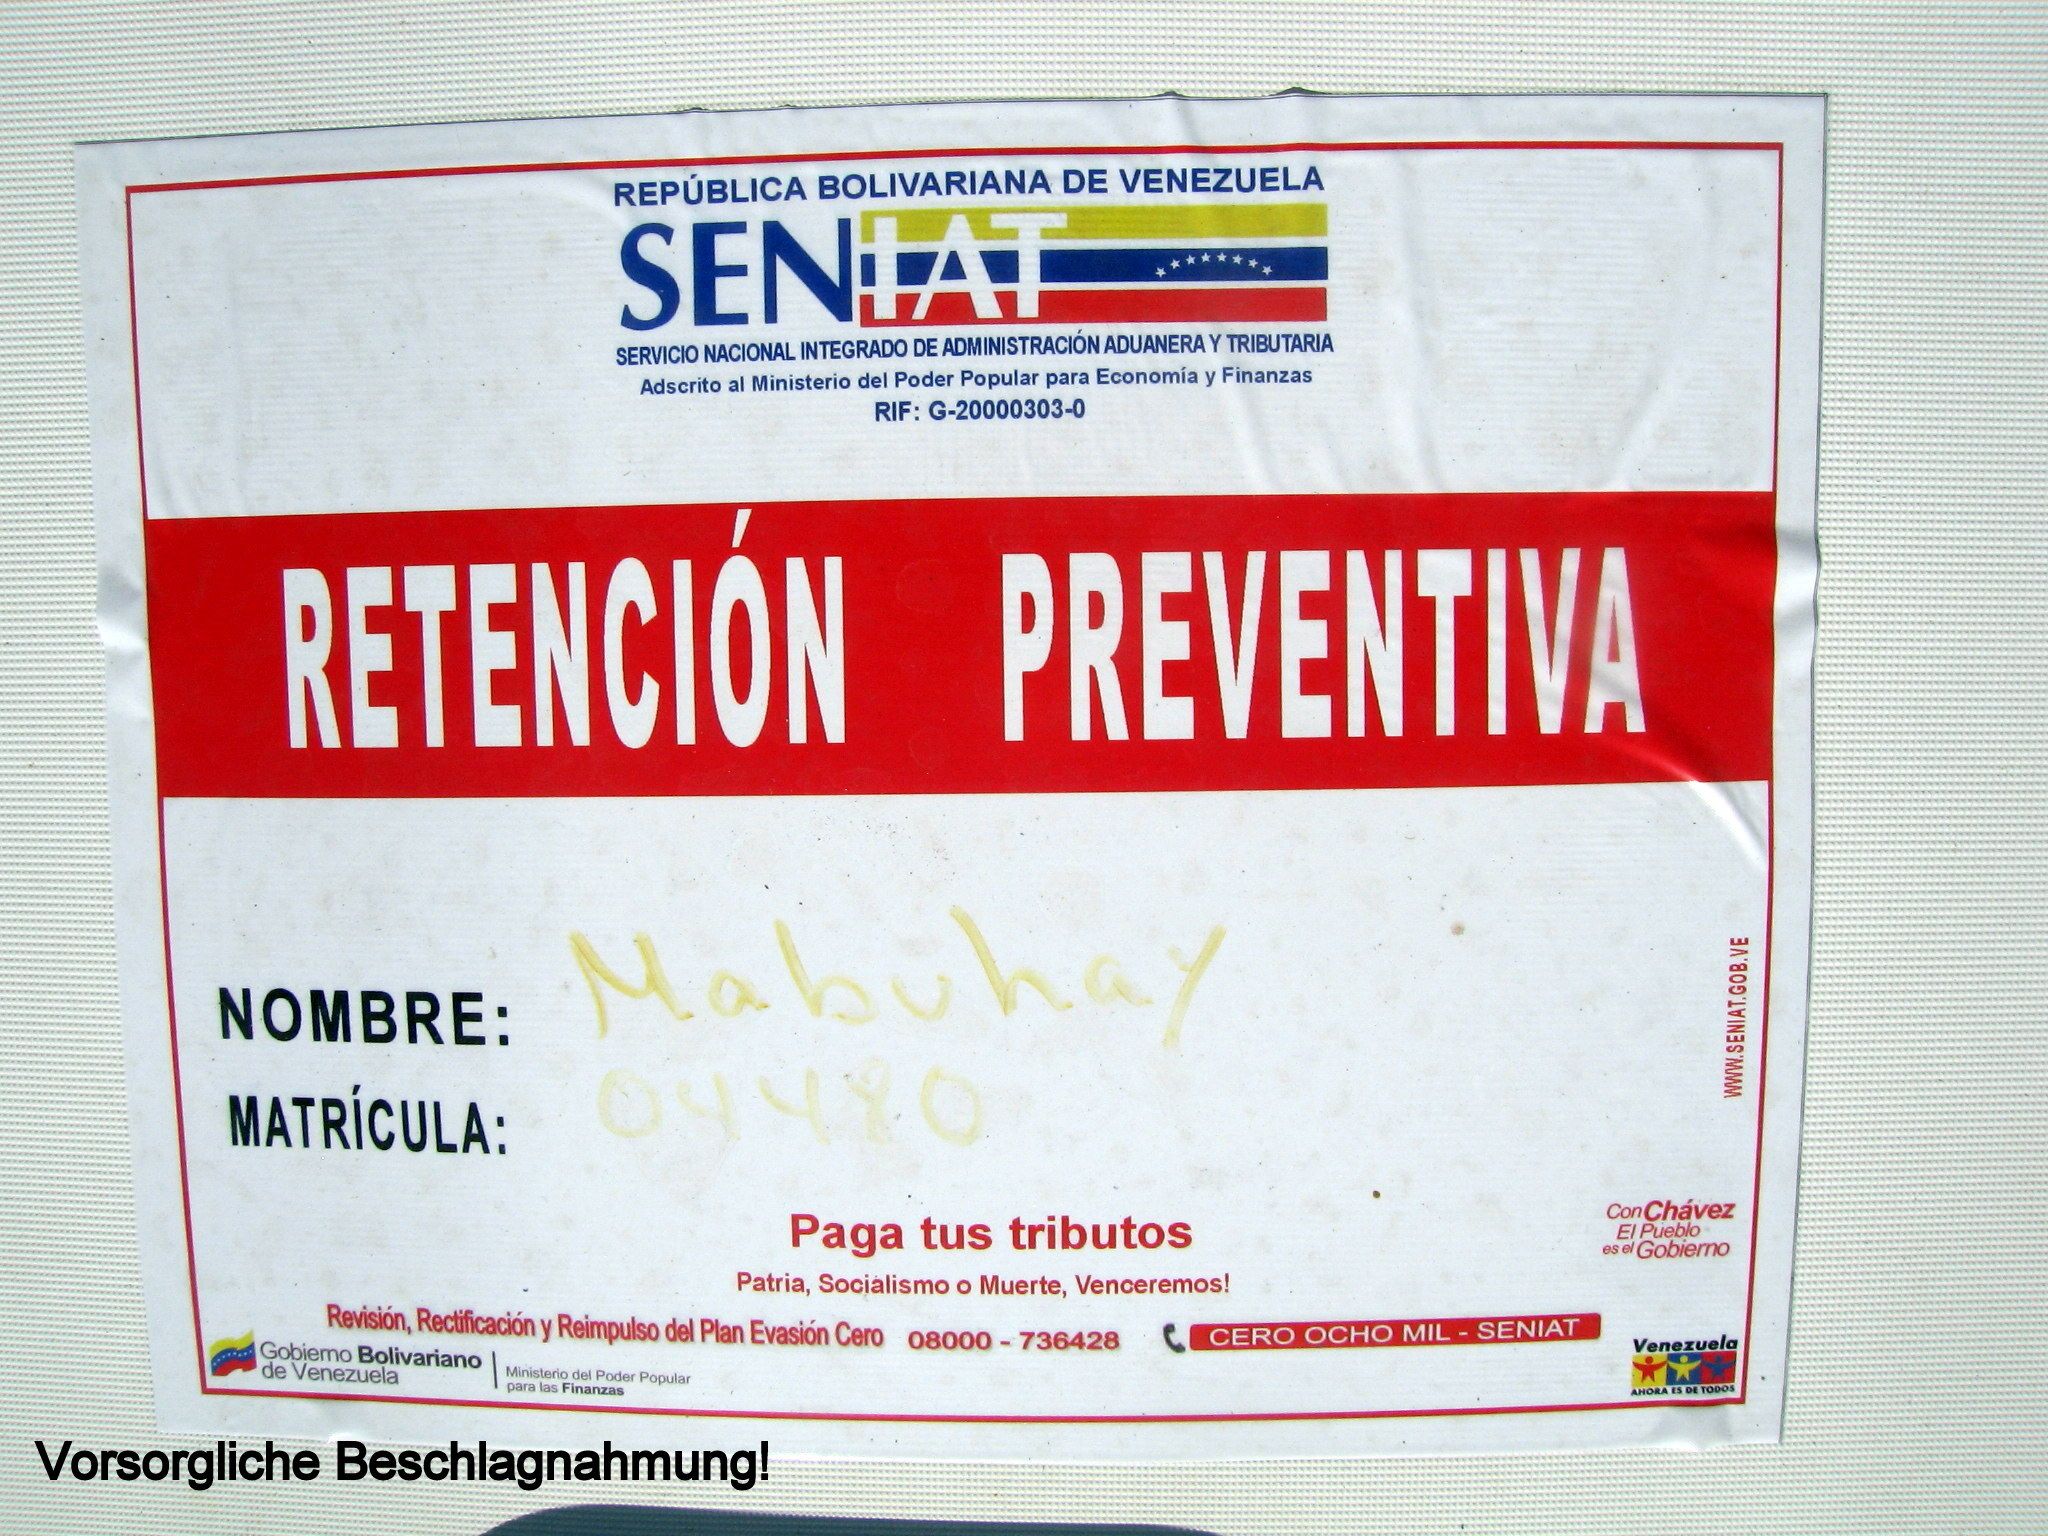 REPÚBLICA BOLIVARIANA DE VENEZUELA
SENIAT
SERVICIO NACIONAL INTEGRADO DE ADMINISTRACIÓN ADUANERA Y TRIBUTARIA
Adscrito al Ministerio del Poder Popular para Economía y Finanzas
RIF: G-20000303-0
RETENCIÓN PREVENTIVA
NOMBRE: Mabuhay
MATRÍCULA: 04480
WWW.SENIAT.GOB.VE
Paga tus tributos
Patria, Socialismo o Muerte, Venceremos!
Con Chávez
El Pueblo
es el Gobierno
Revisión, Rectificación y Reimpulso del Plan Evasión Cero 08000 - 736428 CERO OCHO MIL - SENIAT
Gobierno Bolivariano
de Venezuela
Ministerio del Poder Popular
para las Finanzas
Venezuela
AHORA ES DE TODOS
Vorsorgliche Beschlagnahmung!